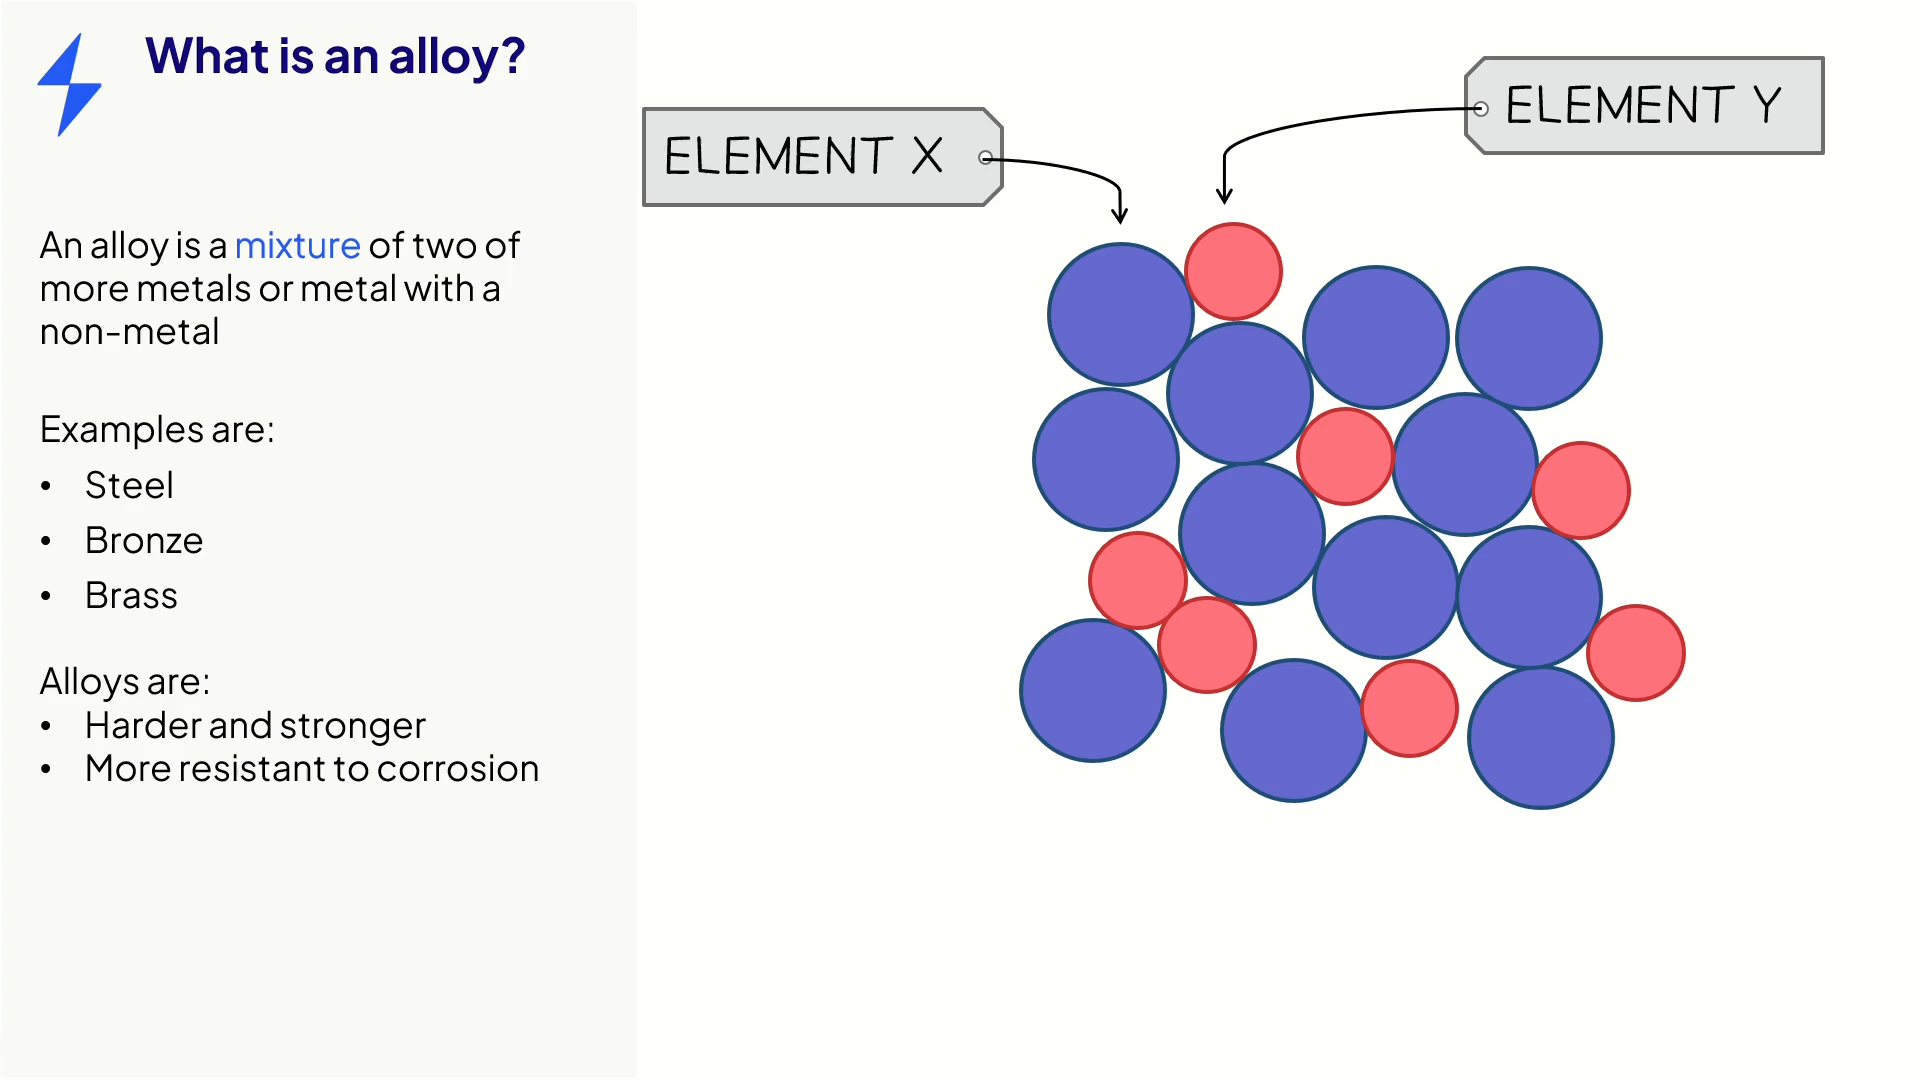 What is an alloy?
ELEMENT X
ELEMENT Y
An alloy is a mixture of two of
more metals or metal with a
non-metal
Examples are:
• Steel
• Bronze
• Brass
Alloys are:
• Harder and stronger
• More resistant to corrosion